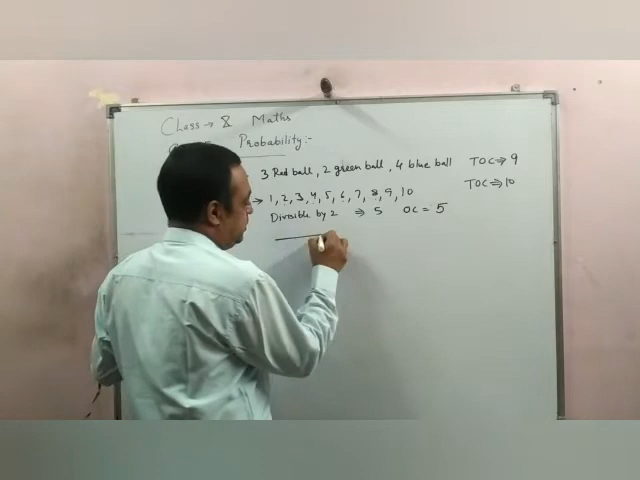 Class → 8 Maths
Probability:-
3 Red ball, 2 green ball, 4 blue ball TOC ⇒ 9
→ 1, 2, 3, 4, 5, 6, 7, 8, 9, 10 TOC ⇒ 10
Divisible by 2 ⇒ 5 OC = 5